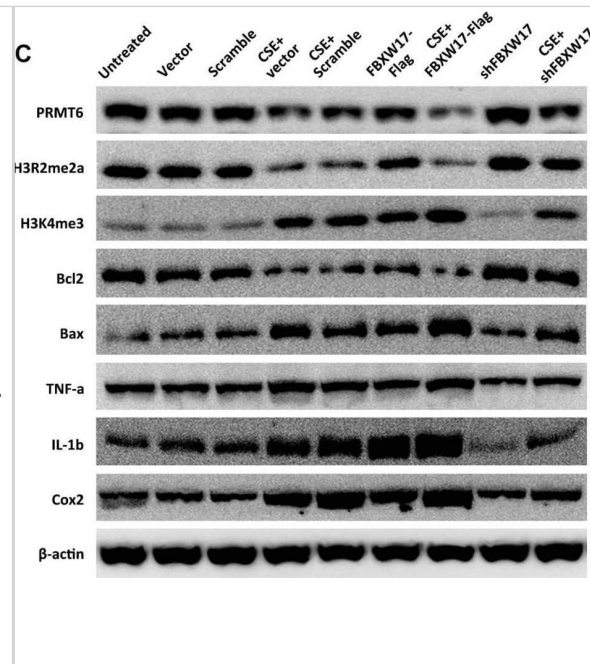 C
Untreated
Vector
Scramble
CSE+
vector
CSE+
Scramble
FBXW17-
Flag
CSE+
FBXW17-Flag
shFBXW17
CSE+
shFBXW17
PRMT6
H3R2me2a
H3K4me3
Bcl2
Bax
TNF-a
IL-1b
Cox2
β-actin